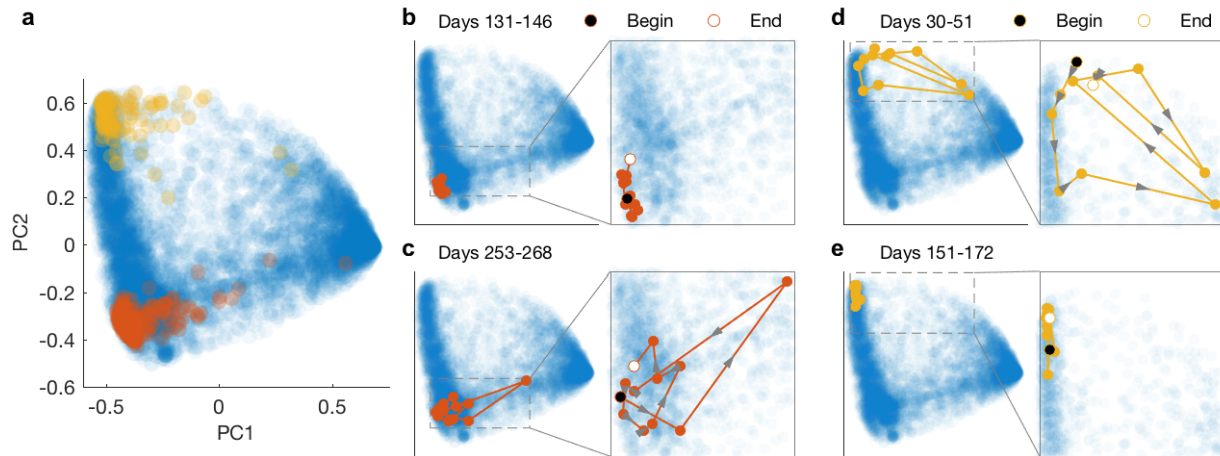 a
0.6
0.4
0.2
0
-0.2
-0.4
-0.6
PC2
-0.5
0
0.5
PC1
b Days 131-146 Begin End
c Days 253-268
d Days 30-51 Begin End
e Days 151-172